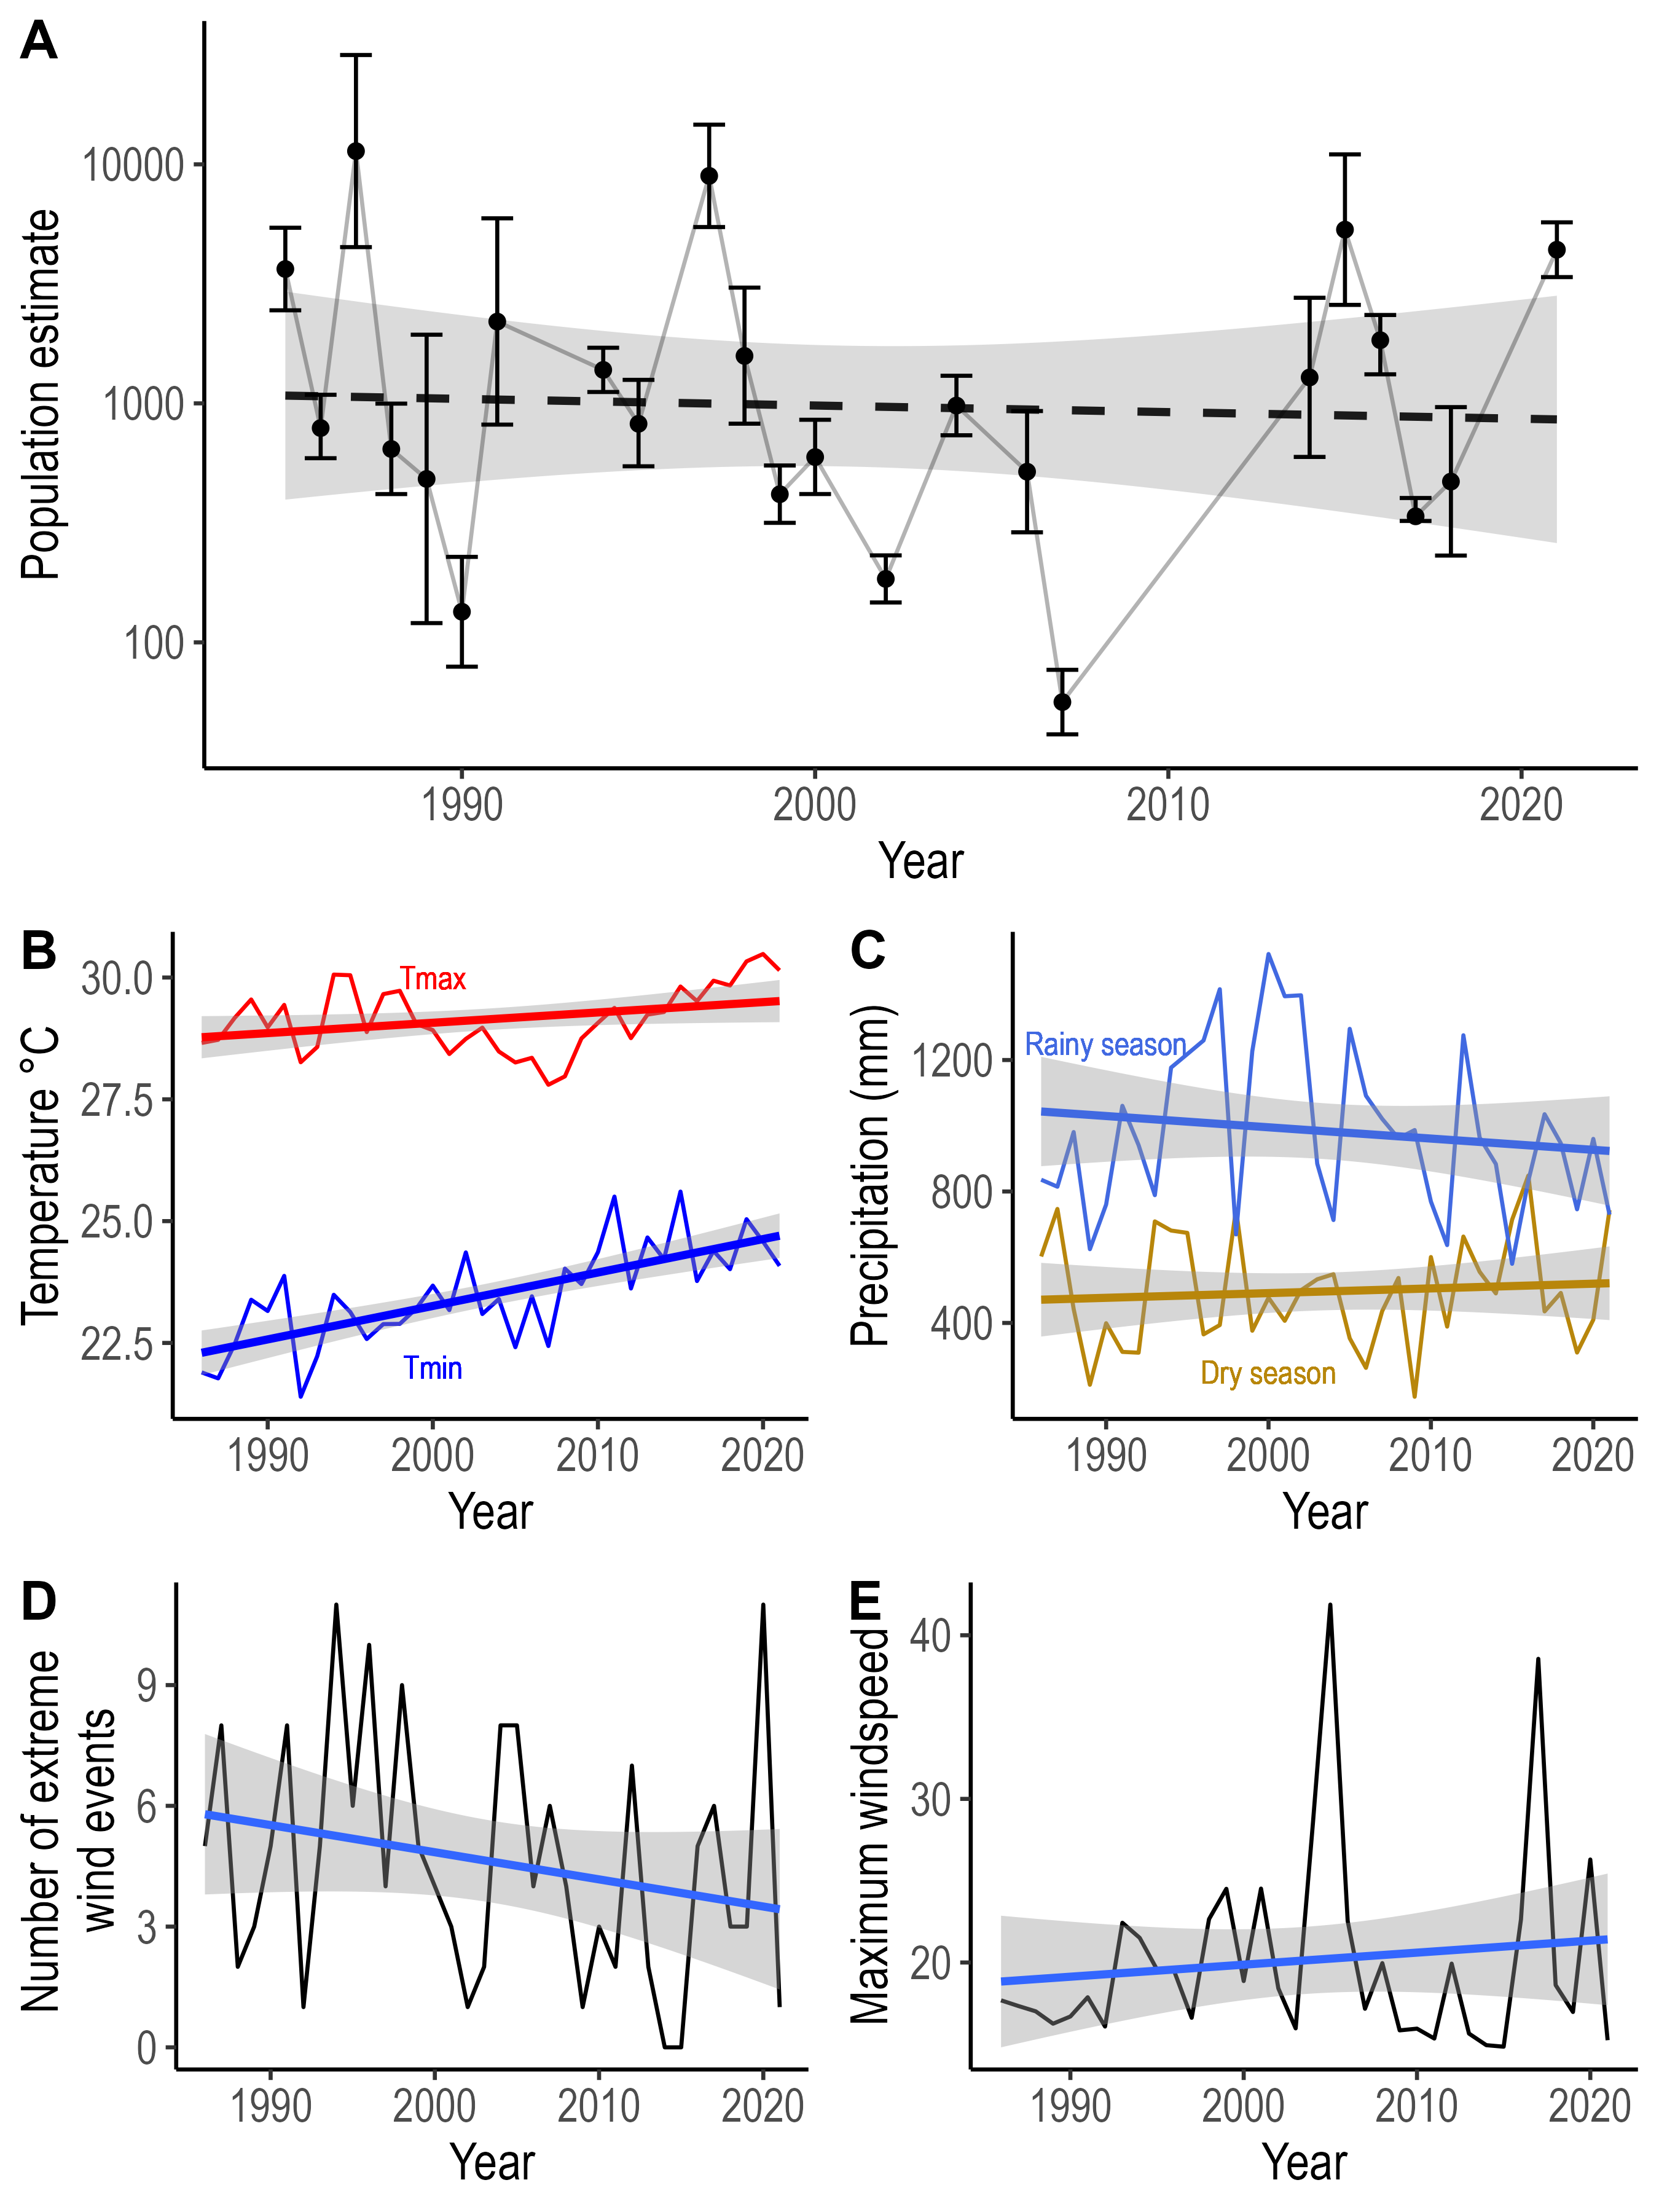 A
Population estimate
10000
1000
100
1990 2000 2010 2020
Year
B
Temperature °C
30.0
27.5
25.0
22.5
Tmax
Tmin
1990 2000 2010 2020
Year
C
Precipitation (mm)
1200
800
400
Rainy season
Dry season
1990 2000 2010 2020
Year
D
Number of extreme
wind events
9
6
3
0
1990 2000 2010 2020
Year
E
Maximum windspeed
40
30
20
1990 2000 2010 2020
Year